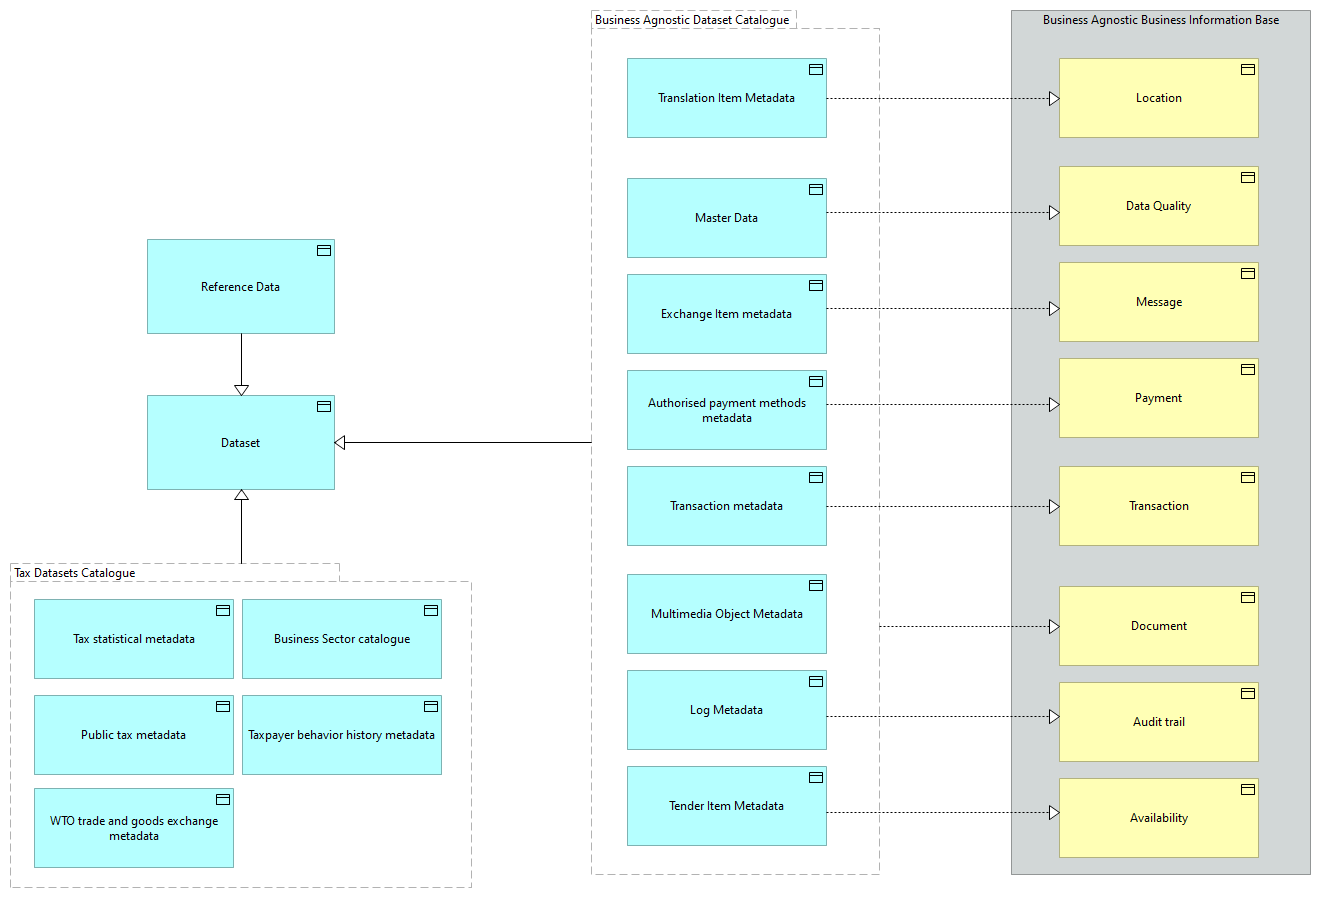 Business Agnostic Dataset Catalogue
Business Agnostic Business Information Base
Translation Item Metadata
Location
Master Data
Data Quality
Reference Data
Exchange Item metadata
Message
Authorised payment methods
metadata
Payment
Dataset
Transaction metadata
Transaction
Tax Datasets Catalogue
Tax statistical metadata
Business Sector catalogue
Multimedia Object Metadata
Document
Public tax metadata
Taxpayer behavior history metadata
Log Metadata
Audit trail
WTO trade and goods exchange
metadata
Tender Item Metadata
Availability